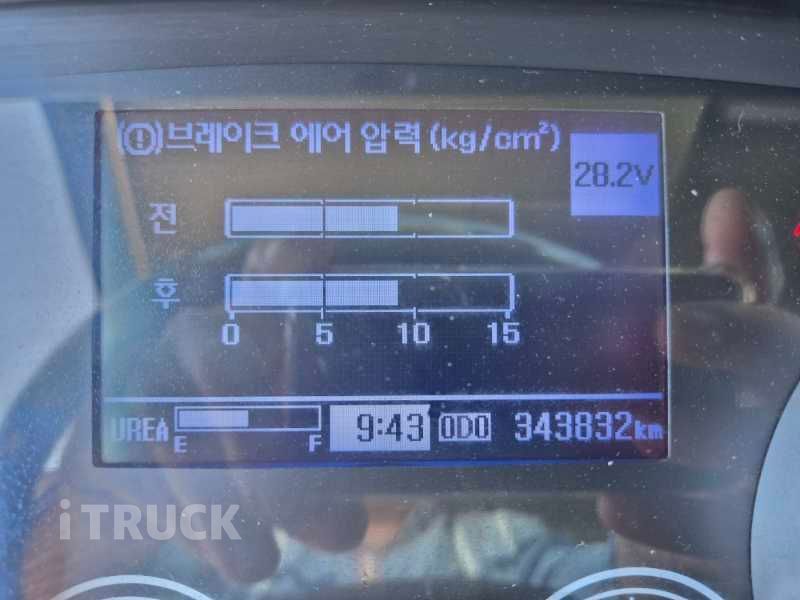 (!)브레이크 에어 압력 (kg/cm²)
28.2V
전
후
0 5 10 15
UREA E F 9:43 ODO 343832km
i TRUCK